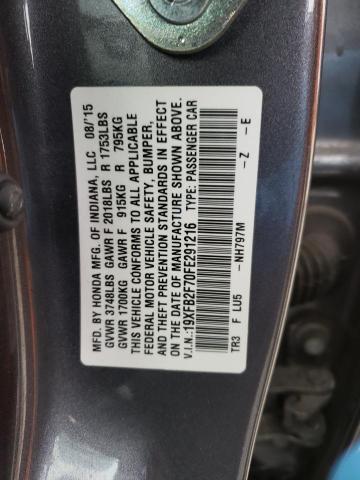 MFD. BY HONDA MFG. OF INDIANA, LLC 08/'15
GVWR 3748LBS GAWR F 2018LBS R 1753LBS
GVWR 1700KG GAWR F 915KG R 795KG
THIS VEHICLE CONFORMS TO ALL APPLICABLE
FEDERAL MOTOR VEHICLE SAFETY, BUMPER,
AND THEFT PREVENTION STANDARDS IN EFFECT
ON THE DATE OF MANUFACTURE SHOWN ABOVE.
V.I.N.:19XFB2F70FE291216 TYPE: PASSENGER CAR
TR3 F LU5 NH797M Z E